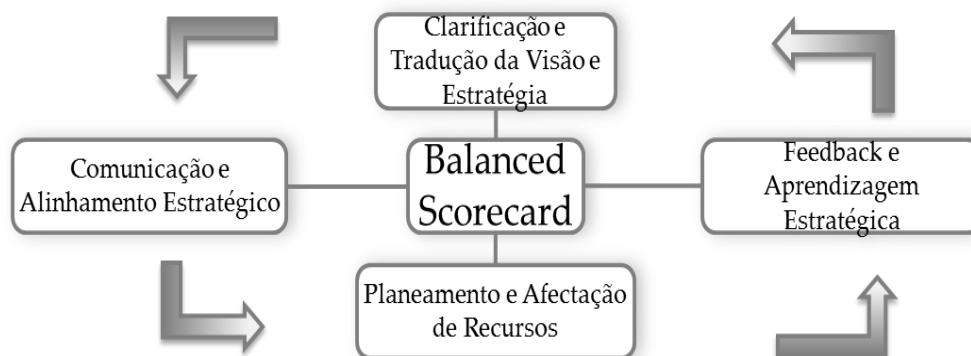 Clarificação e
Tradução da Visão e
Estratégia
Comunicação e
Alinhamento Estratégico
Balanced
Scorecard
Feedback e
Aprendizagem
Estratégica
Planeamento e Afectação
de Recursos